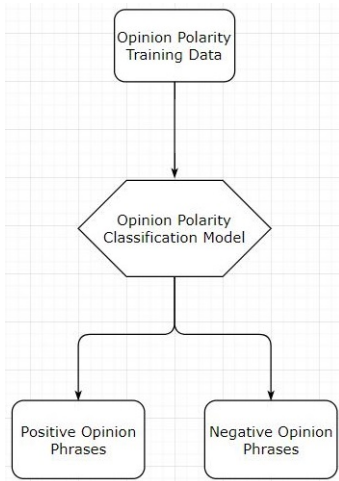 Opinion Polarity
Training Data
Opinion Polarity
Classification Model
Positive Opinion
Phrases
Negative Opinion
Phrases